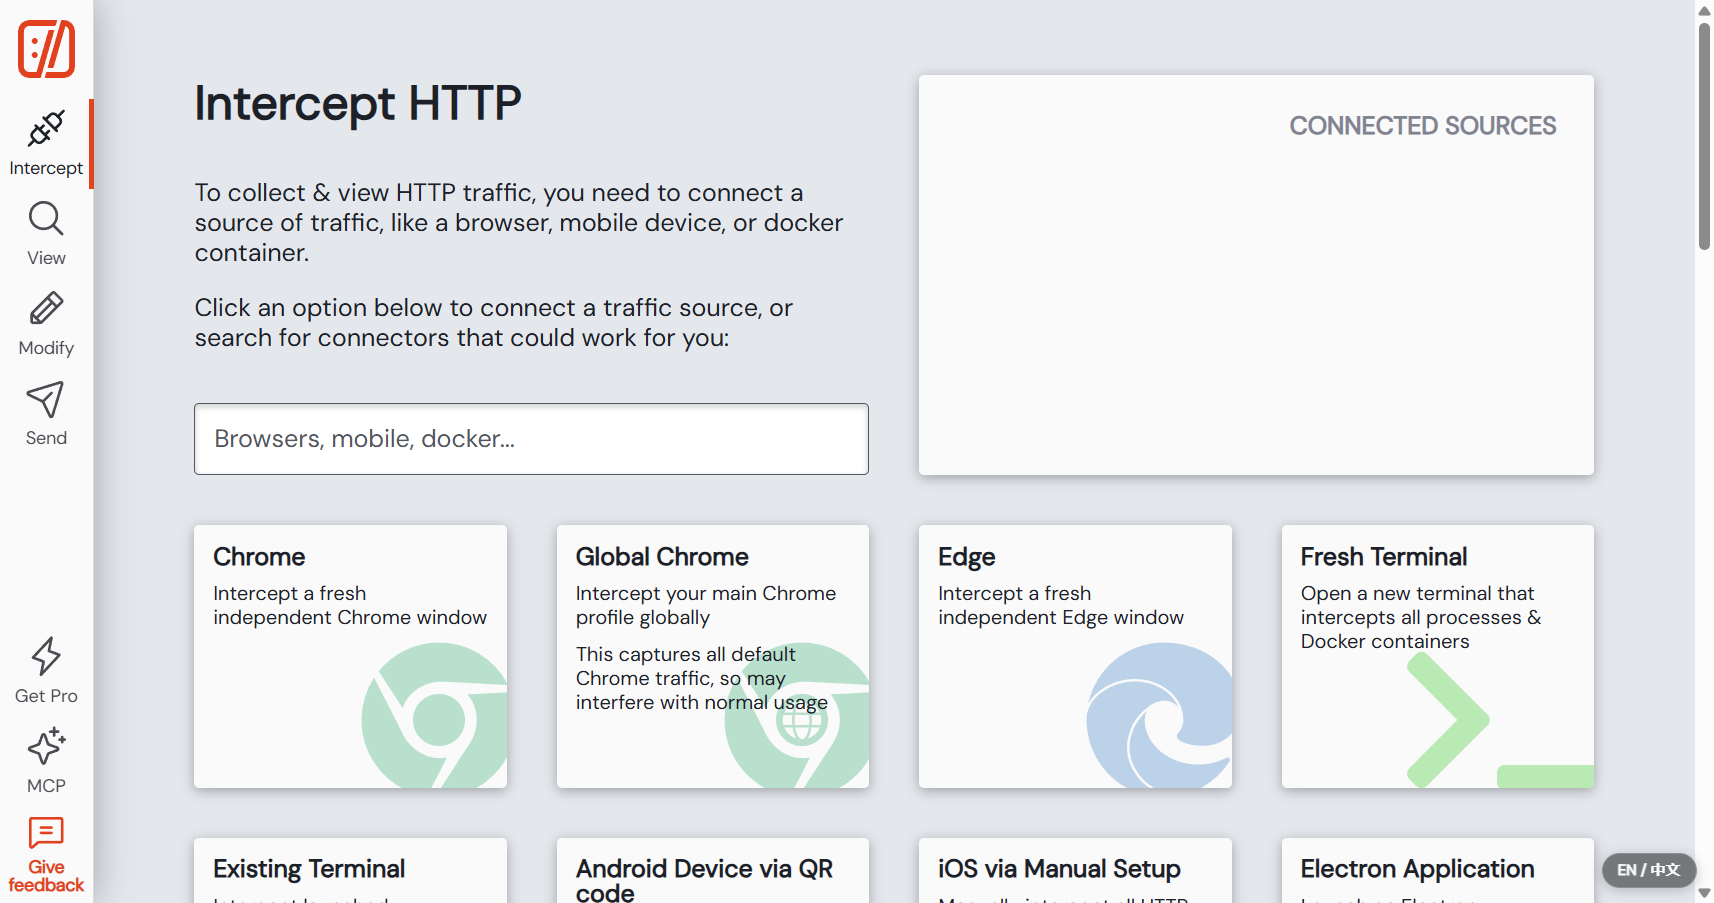 Intercept
View
Modify
Send
Get Pro
MCP
Give
feedback
Intercept HTTP
To collect & view HTTP traffic, you need to connect a
source of traffic, like a browser, mobile device, or docker
container.
Click an option below to connect a traffic source, or
search for connectors that could work for you:
Browsers, mobile, docker...
CONNECTED SOURCES
Chrome
Intercept a fresh
independent Chrome window
Global Chrome
Intercept your main Chrome
profile globally
This captures all default
Chrome traffic, so may
interfere with normal usage
Edge
Intercept a fresh
independent Edge window
Fresh Terminal
Open a new terminal that
intercepts all processes &
Docker containers
Existing Terminal
Android Device via QR
code
iOS via Manual Setup
Electron Application
EN / 中文